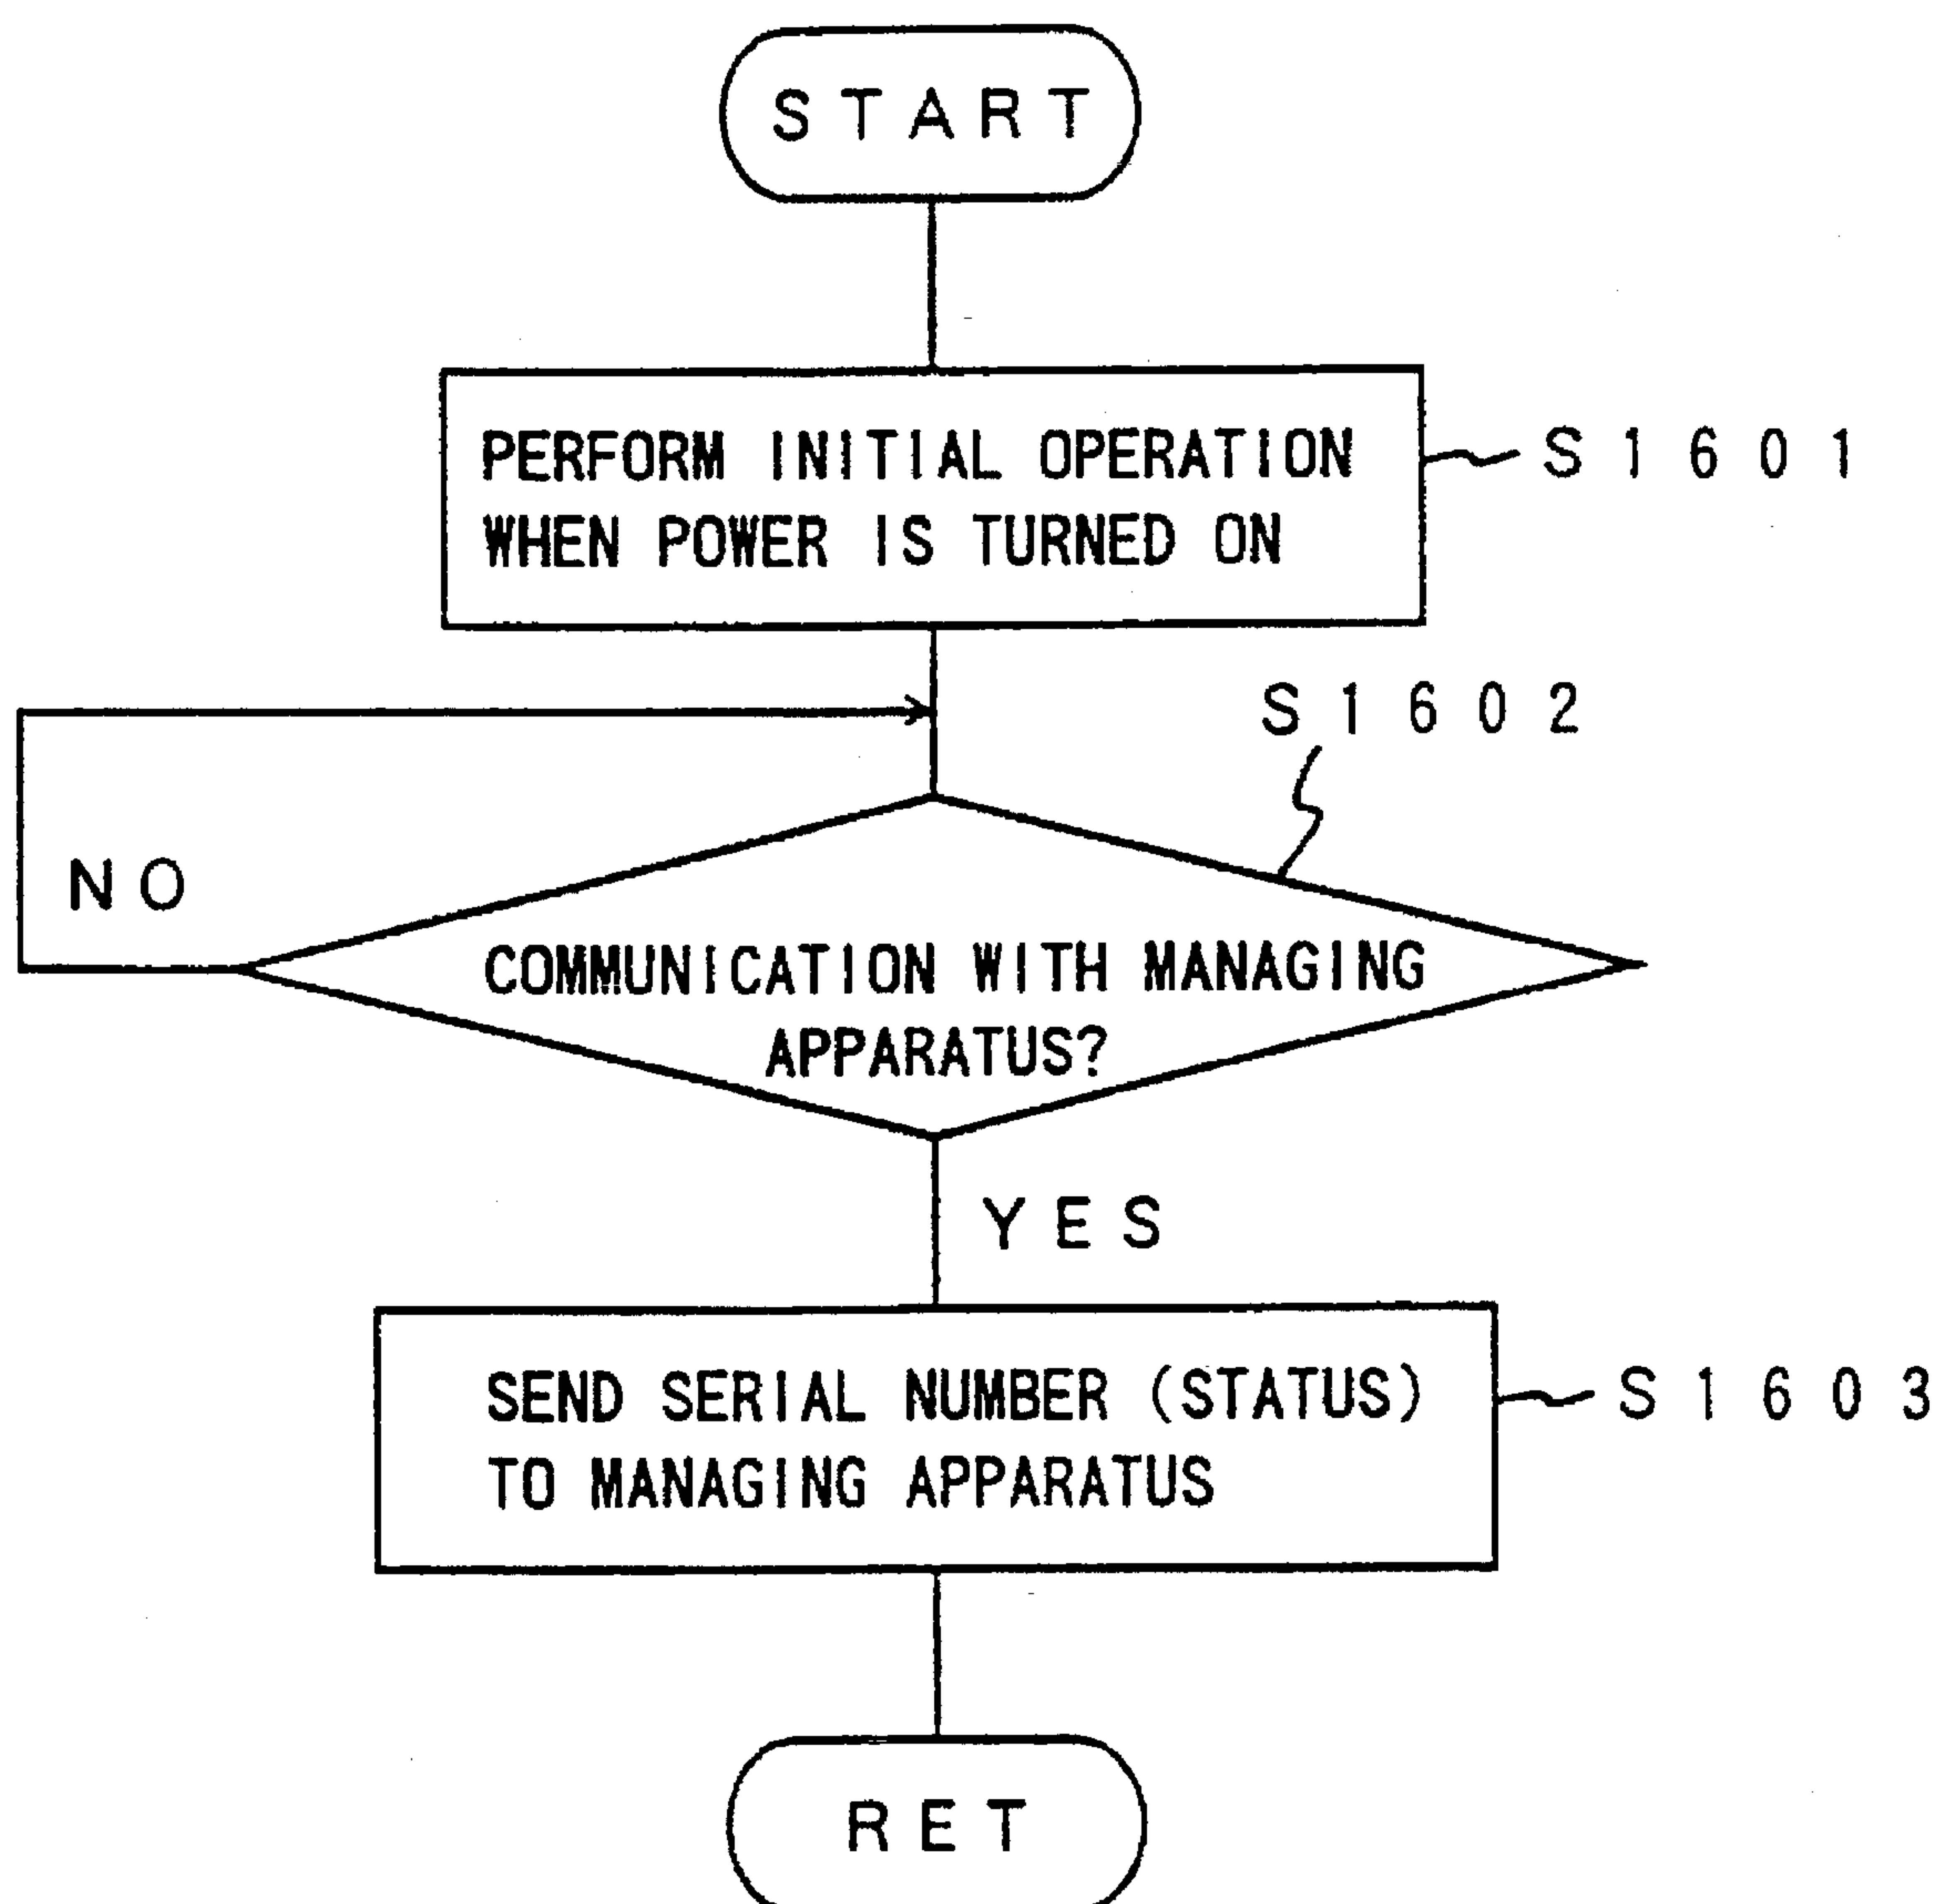 START
PERFORM INITIAL OPERATION
WHEN POWER IS TURNED ON
S1601
S1602
NO
COMMUNICATION WITH MANAGING
APPARATUS?
YES
SEND SERIAL NUMBER (STATUS)
TO MANAGING APPARATUS
S1603
RET